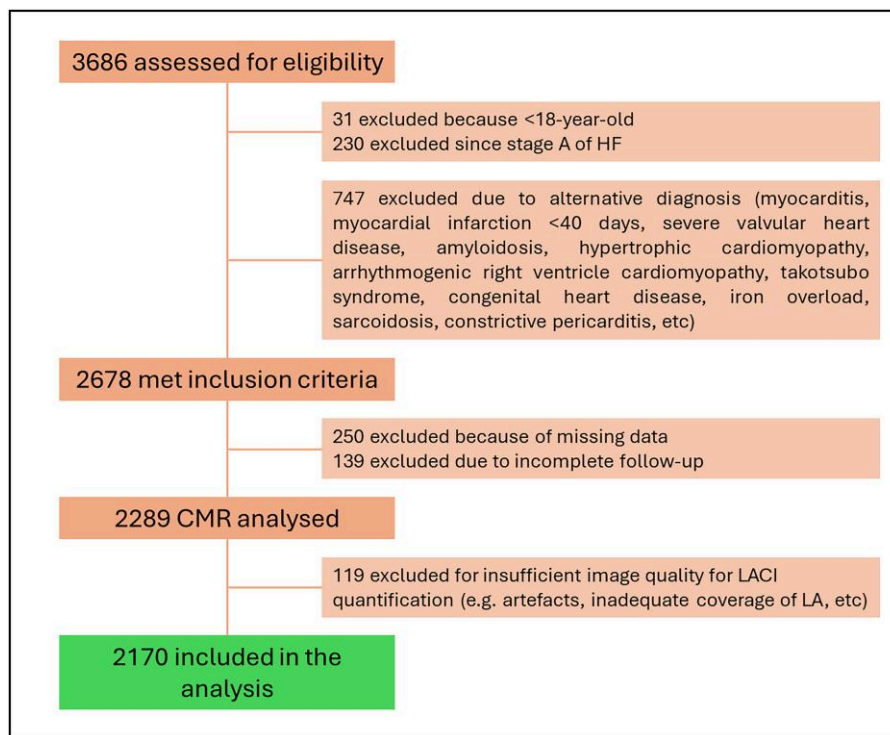 3686 assessed for eligibility
31 excluded because <18-year-old
230 excluded since stage A of HF
747 excluded due to alternative diagnosis (myocarditis,
myocardial infarction <40 days, severe valvular heart
disease, amyloidosis, hypertrophic cardiomyopathy,
arrhythmogenic right ventricle cardiomyopathy, takotsubo
syndrome, congenital heart disease, iron overload,
sarcoidosis, constrictive pericarditis, etc)
2678 met inclusion criteria
250 excluded because of missing data
139 excluded due to incomplete follow-up
2289 CMR analysed
119 excluded for insufficient image quality for LACI
quantification (e.g. artefacts, inadequate coverage of LA, etc)
2170 included in the
analysis